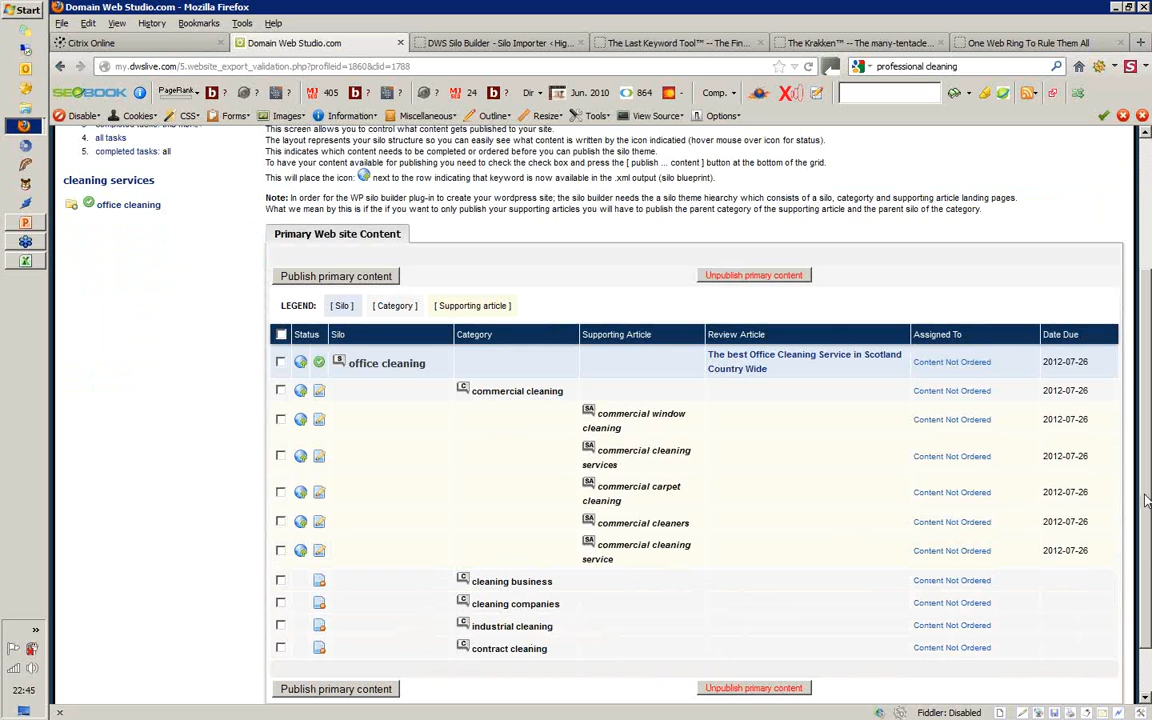 Start
Domain Web Studio.com - Mozilla Firefox
File Edit View History Bookmarks Tools Help
Citrix Online
Domain Web Studio.com
DWS Silo Builder - Silo Importer < Hig...
The Last Keyword Tool™ -- The Fin...
The Krakken™ -- The many-tentacle...
One Web Ring To Rule Them All
my.dwslive.com/5.website_export_validation.php?profileid=1860&clid=1788
professional cleaning
SEOBOOK PageRank ? ? MJ 405 ? ? MJ 24 ? Dir Jun. 2010 864 Comp.
Disable Cookies CSS Forms Images Information Miscellaneous Outline Resize Tools View Source Options
4. all tasks
5. completed tasks: all
cleaning services
office cleaning
This screen allows you to control what content gets published to your site.
The layout represents your silo structure so you can easily see what content is written by the icon indicatied (hover mouse over icon for status).
This indicates which content needs to be completed or ordered before you can publish the silo theme.
To have your content available for publishing you need to check the check box and press the [ publish ... content ] button at the bottom of the grid.
This will place the icon: next to the row indicating that keyword is now available in the .xml output (silo blueprint).
Note: In order for the WP silo builder plug-in to create your wordpress site; the silo builder needs the a silo theme hiearchy which consists of a silo, categorty and supporting article landing pages.
What we mean by this is if the if you want to only publish your supporting articles you will have to publish the parent category of the supporting article and the parent silo of the category.
Primary Web site Content
Publish primary content
Unpublish primary content
LEGEND: [ Silo ] [ Category ] [ Supporting article ]
Status Silo Category Supporting Article Review Article Assigned To Date Due
S office cleaning The best Office Cleaning Service in Scotland Country Wide Content Not Ordered 2012-07-26
C commercial cleaning Content Not Ordered 2012-07-26
SA commercial window cleaning Content Not Ordered 2012-07-26
SA commercial cleaning services Content Not Ordered 2012-07-26
SA commercial carpet cleaning Content Not Ordered 2012-07-26
SA commercial cleaners Content Not Ordered 2012-07-26
SA commercial cleaning service Content Not Ordered 2012-07-26
C cleaning business Content Not Ordered
C cleaning companies Content Not Ordered
C industrial cleaning Content Not Ordered
C contract cleaning Content Not Ordered
Publish primary content
Unpublish primary content
22:45
Fiddler: Disabled